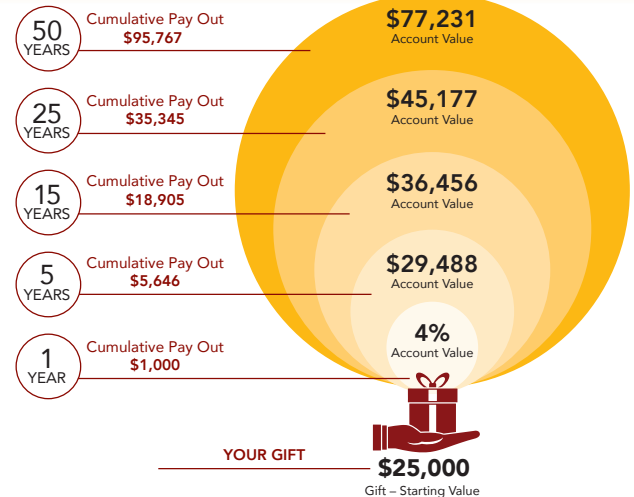 50
YEARS
Cumulative Pay Out
$95,767
$77,231
Account Value
25
YEARS
Cumulative Pay Out
$35,345
$45,177
Account Value
15
YEARS
Cumulative Pay Out
$18,905
$36,456
Account Value
5
YEARS
Cumulative Pay Out
$5,646
$29,488
Account Value
1
YEAR
Cumulative Pay Out
$1,000
4%
Account Value
YOUR GIFT
$25,000
Gift – Starting Value